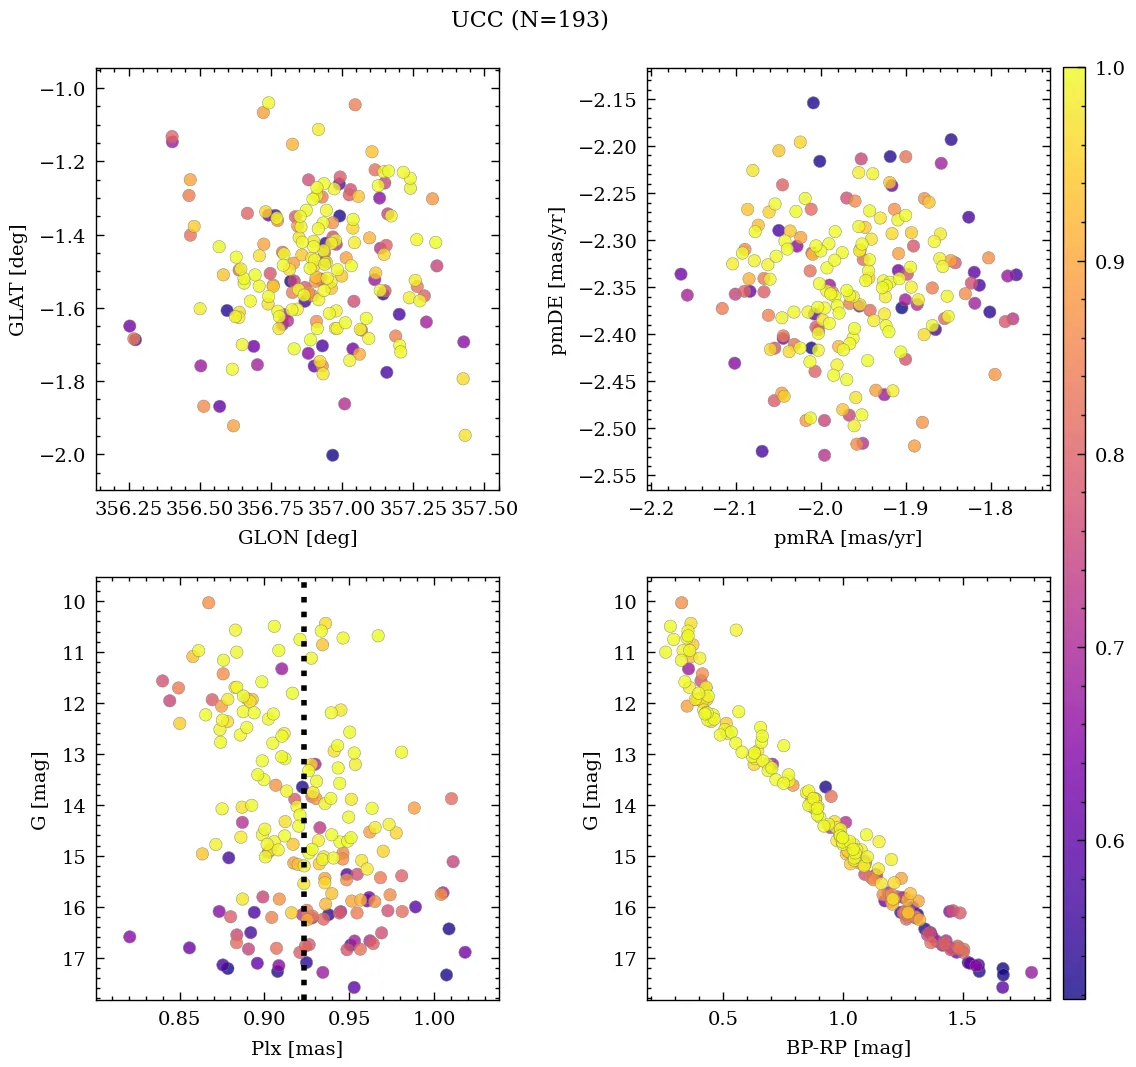 UCC (N=193)
−1.0
−1.2
−1.4
−1.6
−1.8
−2.0
GLAT [deg]
356.25 356.50 356.75 357.00 357.25 357.50
GLON [deg]
−2.15
−2.20
−2.25
−2.30
−2.35
−2.40
−2.45
−2.50
−2.55
pmDE [mas/yr]
−2.2 −2.1 −2.0 −1.9 −1.8
pmRA [mas/yr]
10
11
12
13
14
15
16
17
G [mag]
0.85 0.90 0.95 1.00
Plx [mas]
10
11
12
13
14
15
16
17
G [mag]
0.5 1.0 1.5
BP-RP [mag]
1.0
0.9
0.8
0.7
0.6